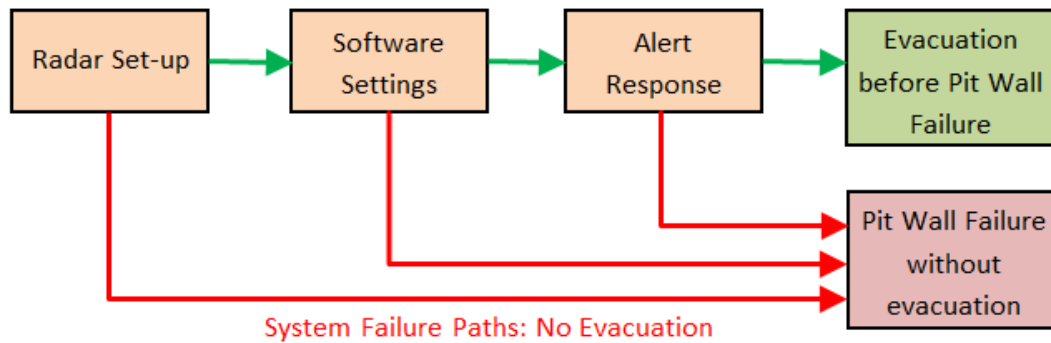 Radar Set-up
Software
Settings
Alert
Response
Evacuation
before Pit Wall
Failure
Pit Wall Failure
without
evacuation
System Failure Paths: No Evacuation